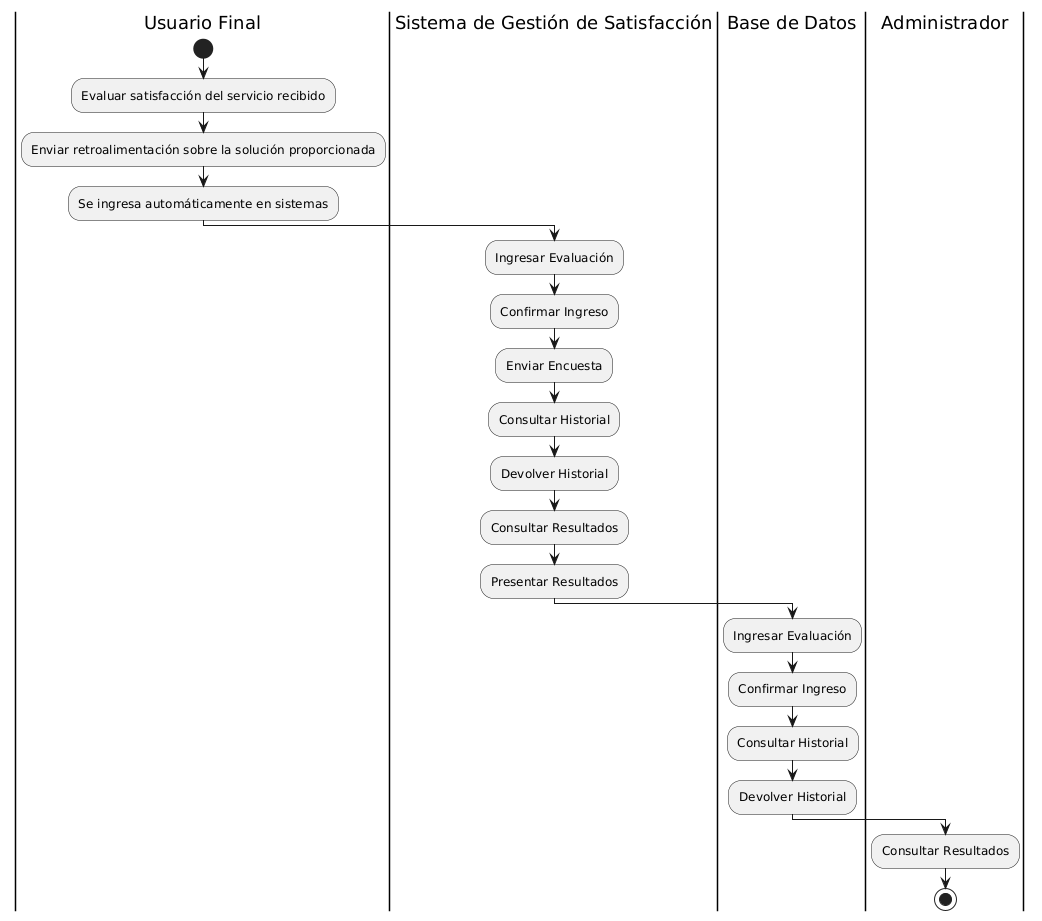 Usuario Final
Sistema de Gestión de Satisfacción
Base de Datos
Administrador
Evaluar satisfacción del servicio recibido
Enviar retroalimentación sobre la solución proporcionada
Se ingresa automáticamente en sistemas
Ingresar Evaluación
Confirmar Ingreso
Enviar Encuesta
Consultar Historial
Devolver Historial
Consultar Resultados
Presentar Resultados
Ingresar Evaluación
Confirmar Ingreso
Consultar Historial
Devolver Historial
Consultar Resultados